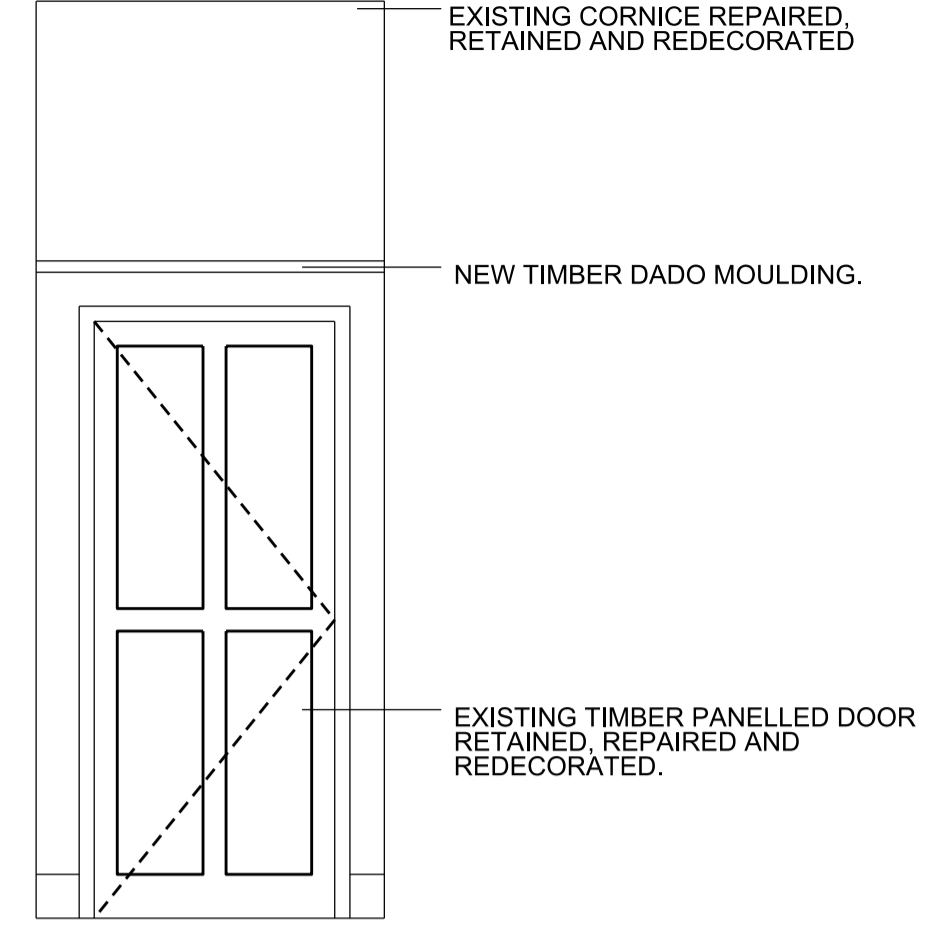 EXISTING CORNICE REPAIRED,
RETAINED AND REDECORATED
NEW TIMBER DADO MOULDING.
EXISTING TIMBER PANELLED DOOR
RETAINED, REPAIRED AND
REDECORATED.